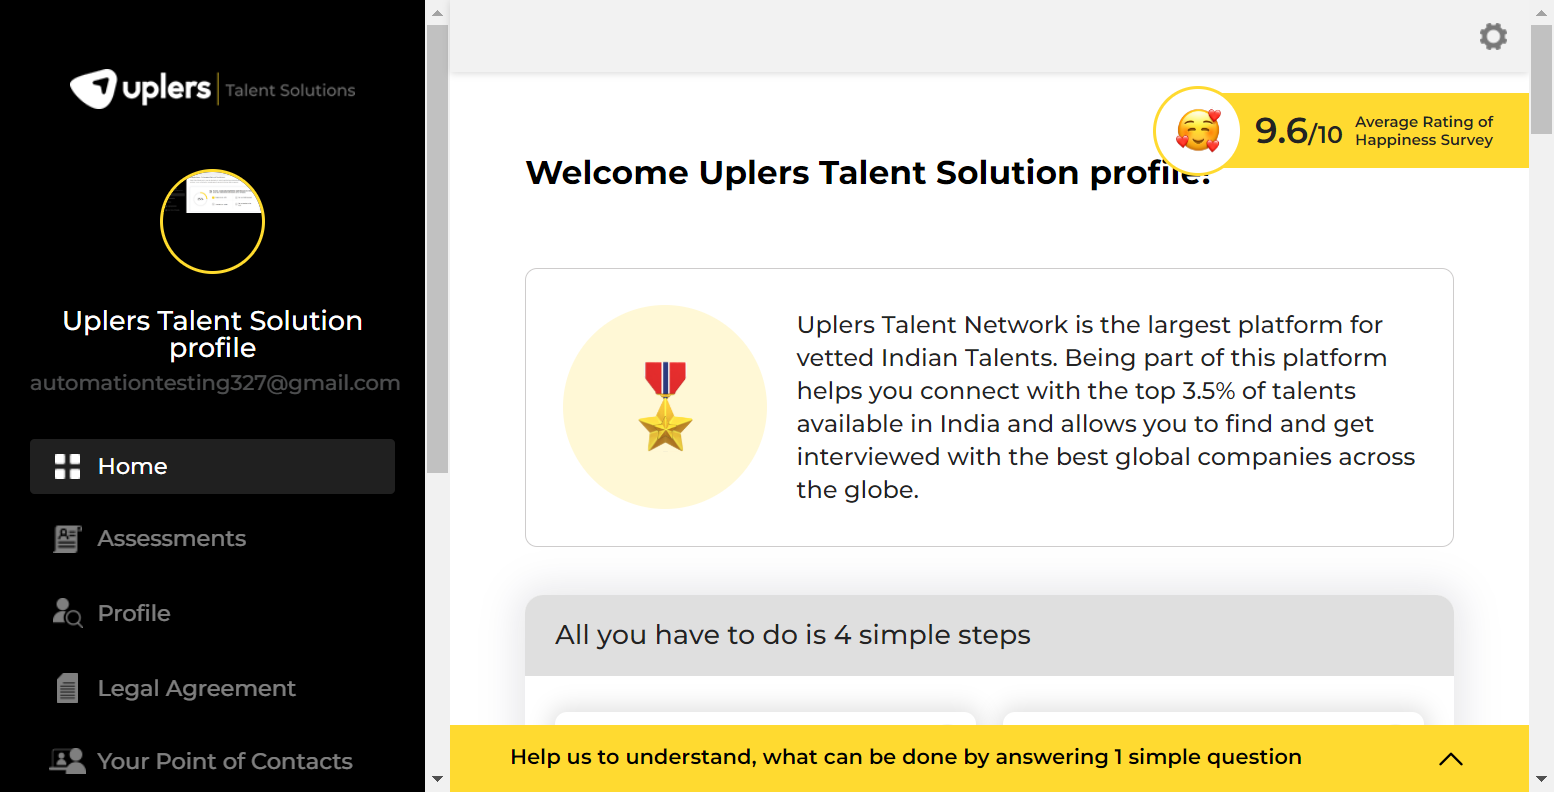 uplers Talent Solutions
Uplers Talent Solution
profile
automationtesting327@gmail.com
Home
Assessments
Profile
Legal Agreement
Your Point of Contacts
9.6/10
Average Rating of
Happiness Survey
Welcome Uplers Talent Solution profile!
Uplers Talent Network is the largest platform for
vetted Indian Talents. Being part of this platform
helps you connect with the top 3.5% of talents
available in India and allows you to find and get
interviewed with the best global companies across
the globe.
All you have to do is 4 simple steps
Help us to understand, what can be done by answering 1 simple question